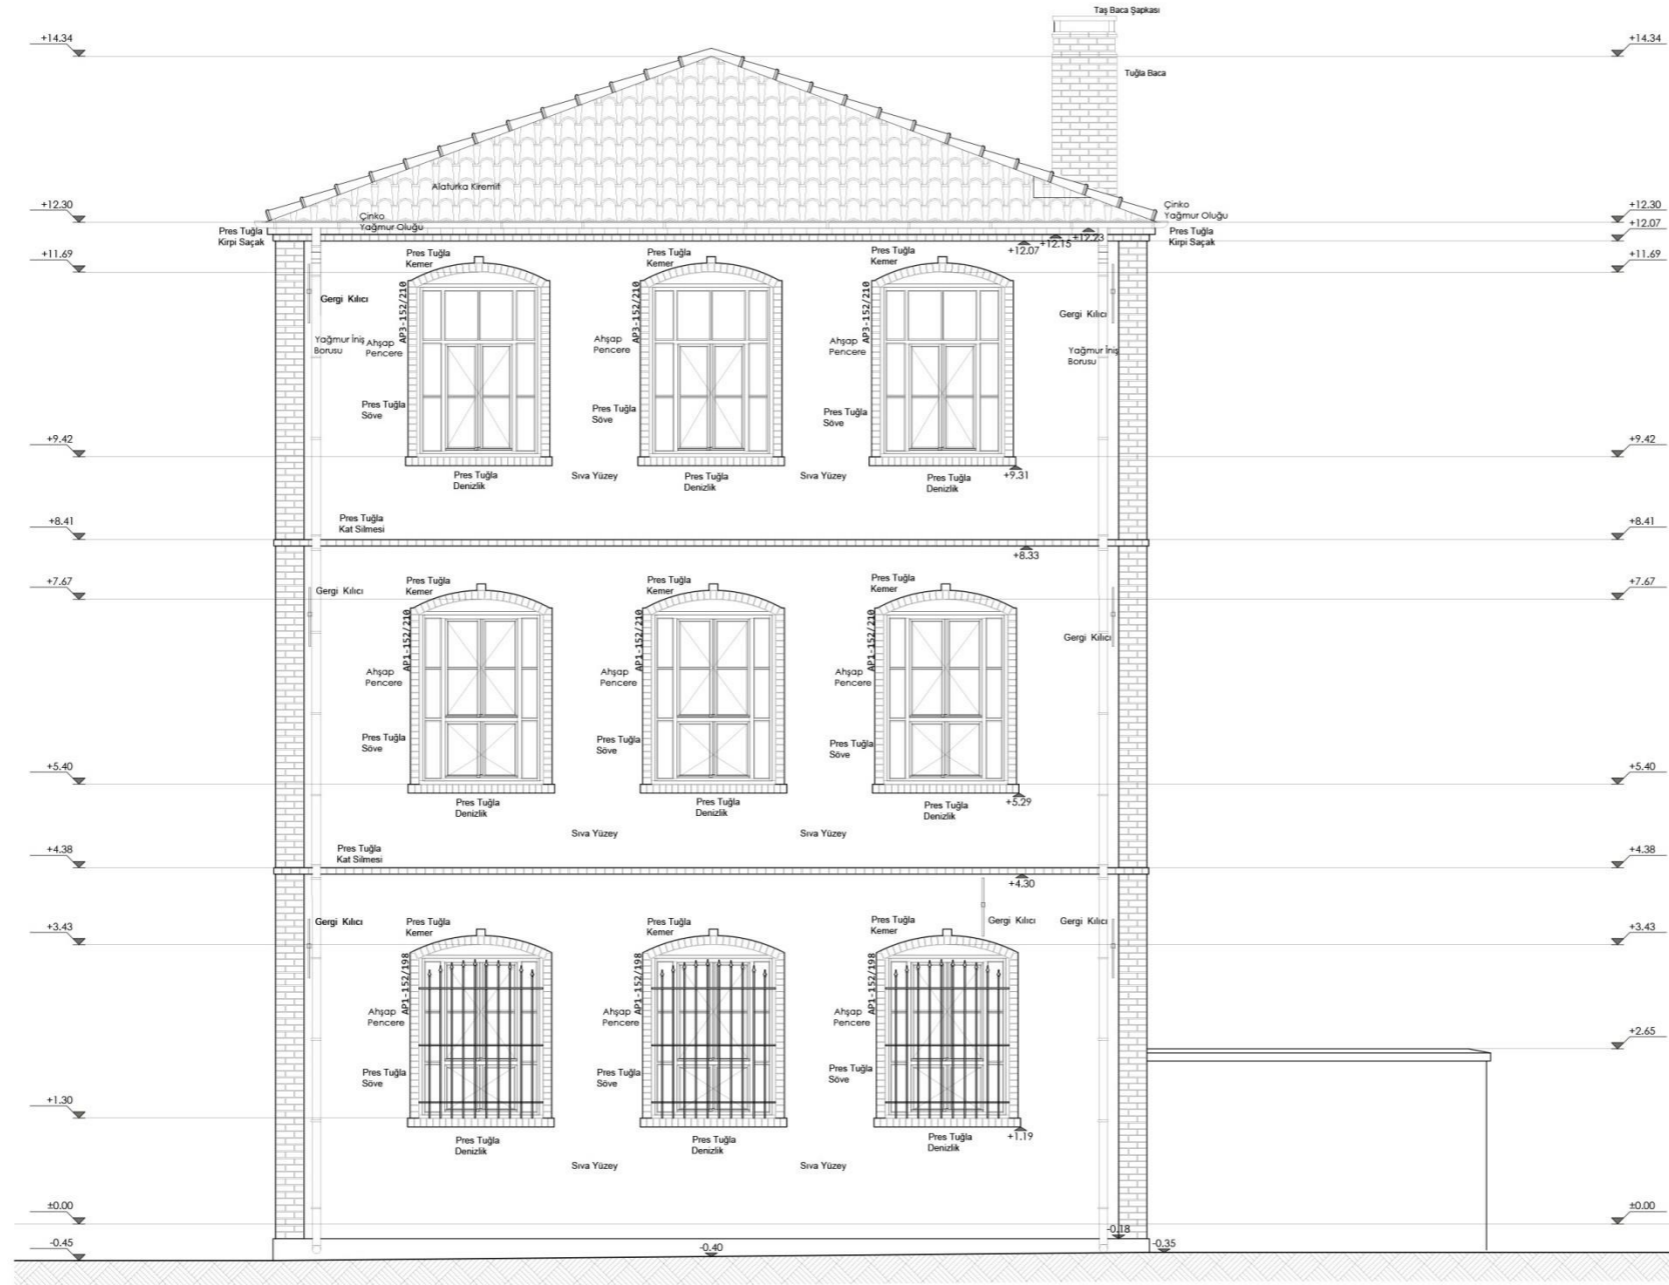 Taş Baca Şapkası
+14.34
+14.34
Tuğla Baca
Alaturka Kiremit
+12.30
Çinko
Yağmur Oluğu
Çinko
Yağmur Oluğu
+12.30
Pres Tuğla
Kirpi Saçak
+12.07
+12.15
+12.23
Pres Tuğla
Kirpi Saçak
+12.07
+11.69
Pres Tuğla
Kemer
Pres Tuğla
Kemer
Pres Tuğla
Kemer
+11.69
Gergi Kılıcı
AP3-152/210
AP3-152/210
AP3-152/210
Gergi Kılıcı
Yağmur İniş
Borusu
Ahşap
Pencere
Ahşap
Pencere
Ahşap
Pencere
Yağmur İniş
Borusu
Pres Tuğla
Söve
Pres Tuğla
Söve
Pres Tuğla
Söve
+9.42
+9.42
Pres Tuğla
Denizlik
Sıva Yüzey
Pres Tuğla
Denizlik
Sıva Yüzey
Pres Tuğla
Denizlik
+9.31
+8.41
Pres Tuğla
Kat Silmesi
+8.41
+8.33
+7.67
Gergi Kılıcı
Pres Tuğla
Kemer
Pres Tuğla
Kemer
Pres Tuğla
Kemer
+7.67
AP1-152/210
AP1-152/210
AP1-152/210
Gergi Kılıcı
Ahşap
Pencere
Ahşap
Pencere
Ahşap
Pencere
Pres Tuğla
Söve
Pres Tuğla
Söve
Pres Tuğla
Söve
+5.40
+5.40
Pres Tuğla
Denizlik
Pres Tuğla
Denizlik
Pres Tuğla
Denizlik
+5.29
Sıva Yüzey
Sıva Yüzey
+4.38
Pres Tuğla
Kat Silmesi
+4.38
+4.30
+3.43
Gergi Kılıcı
Pres Tuğla
Kemer
Pres Tuğla
Kemer
Pres Tuğla
Kemer
Gergi Kılıcı
Gergi Kılıcı
+3.43
AP1-152/198
AP1-152/198
AP1-152/198
Ahşap
Pencere
Ahşap
Pencere
Ahşap
Pencere
+2.65
Pres Tuğla
Söve
Pres Tuğla
Söve
Pres Tuğla
Söve
+1.30
Pres Tuğla
Denizlik
Pres Tuğla
Denizlik
Pres Tuğla
Denizlik
+1.19
Sıva Yüzey
Sıva Yüzey
±0.00
±0.00
-0.45
-0.40
-0.18
-0.35